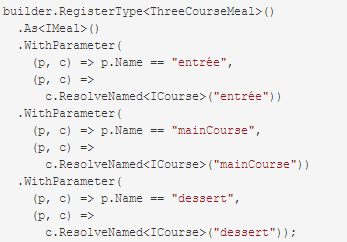 builder.RegisterType<ThreeCourseMeal>()
  .As<IMeal>()
  .WithParameter(
    (p, c) => p.Name == "entrée",
    (p, c) =>
      c.ResolveNamed<ICourse>("entrée"))
  .WithParameter(
    (p, c) => p.Name == "mainCourse",
    (p, c) =>
      c.ResolveNamed<ICourse>("mainCourse"))
  .WithParameter(
    (p, c) => p.Name == "dessert",
    (p, c) =>
      c.ResolveNamed<ICourse>("dessert"));